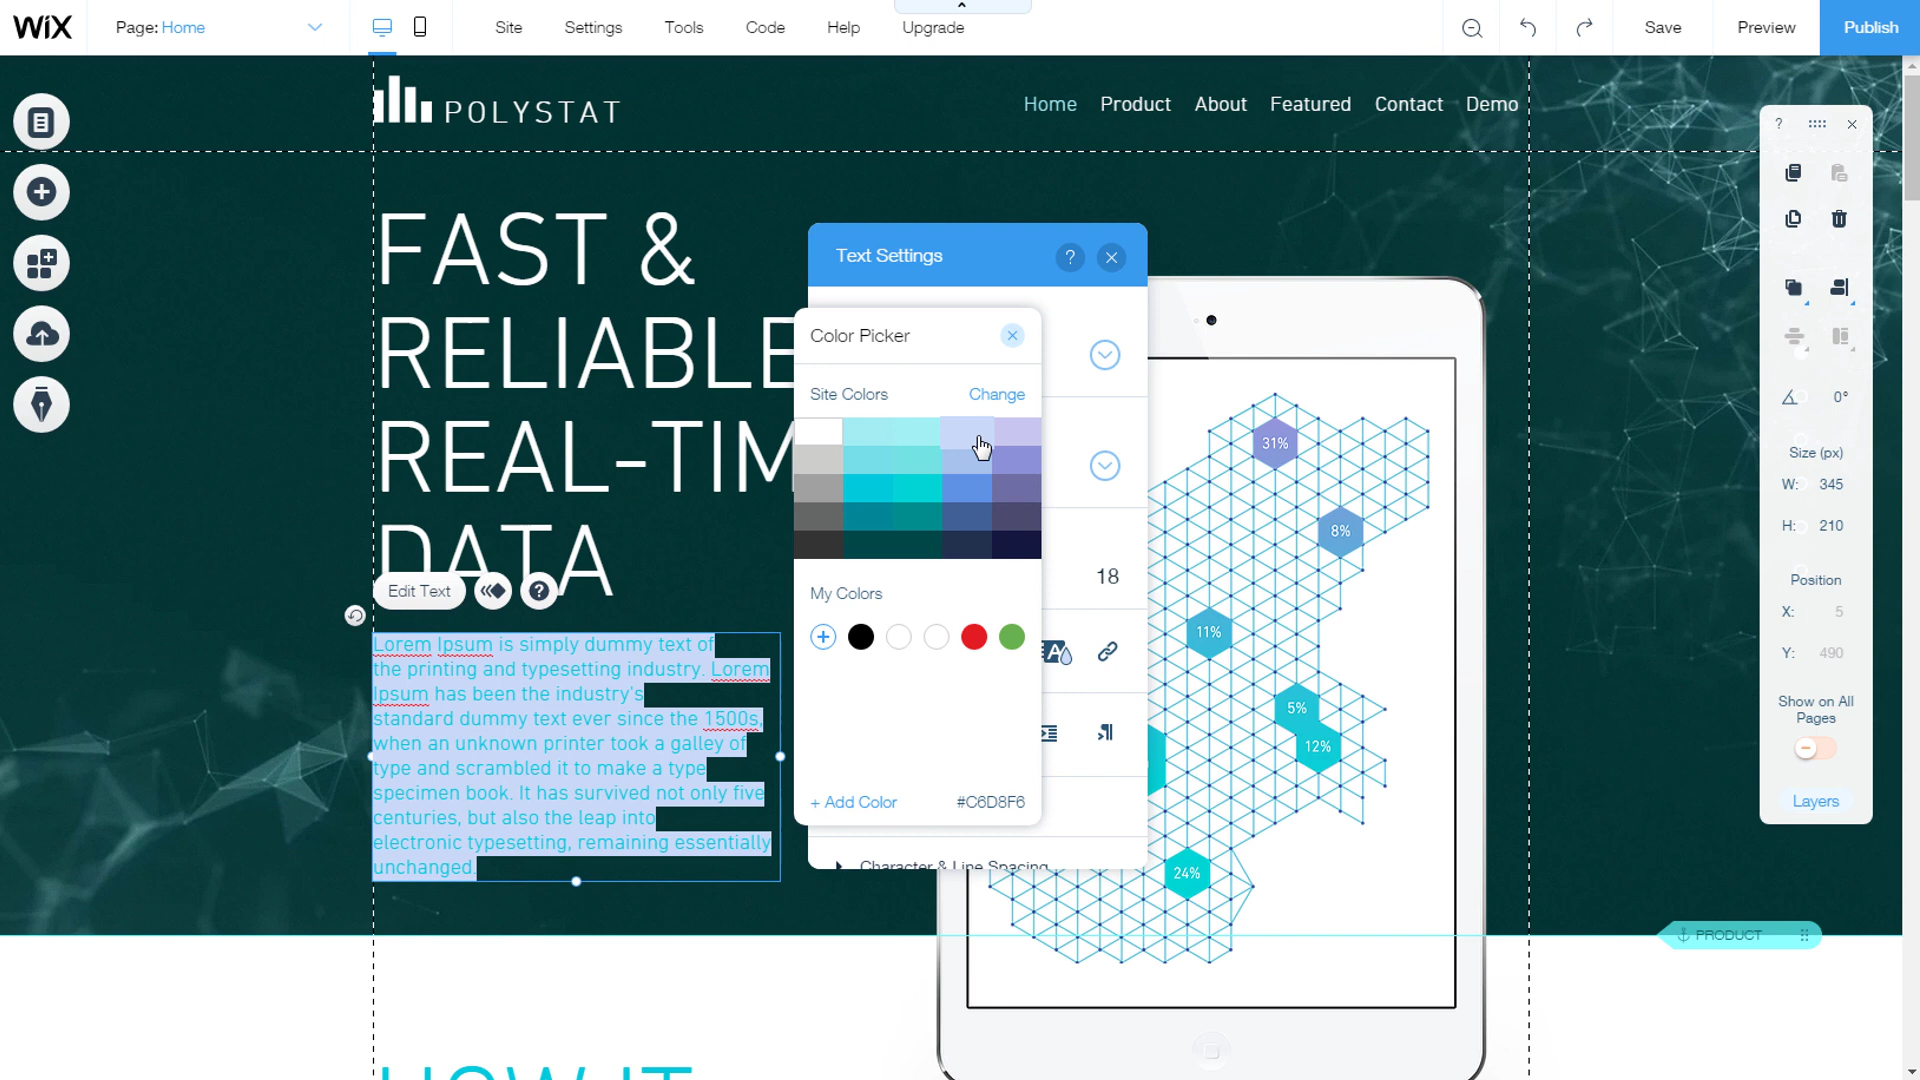 WiX
Page: Home
Site
Settings
Tools
Code
Help
Upgrade
Save
Preview
Publish
POLYSTAT
Home
Product
About
Featured
Contact
Demo
FAST &
RELIABLE
REAL-TIM
DATA
Edit Text
?
Lorem Ipsum is simply dummy text of
the printing and typesetting industry. Lorem
Ipsum has been the industry's
standard dummy text ever since the 1500s,
when an unknown printer took a galley of
type and scrambled it to make a type
specimen book. It has survived not only five
centuries, but also the leap into
electronic typesetting, remaining essentially
unchanged.
Text Settings
?
Color Picker
Site Colors
Change
My Colors
+ Add Color
#C6D8F6
18
A
Character & Line Spacing
31%
8%
11%
5%
12%
24%
?
0°
Size (px)
W: 345
H: 210
Position
X: 5
Y: 490
Show on All
Pages
Layers
PRODUCT
HOW IT